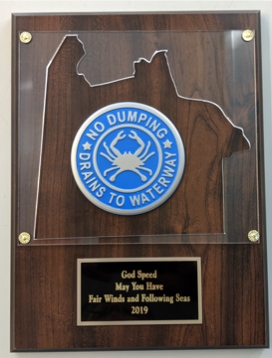 NO DUMPING
DRAINS TO WATERWAY
God Speed
May You Have
Fair Winds and Following Seas
2019